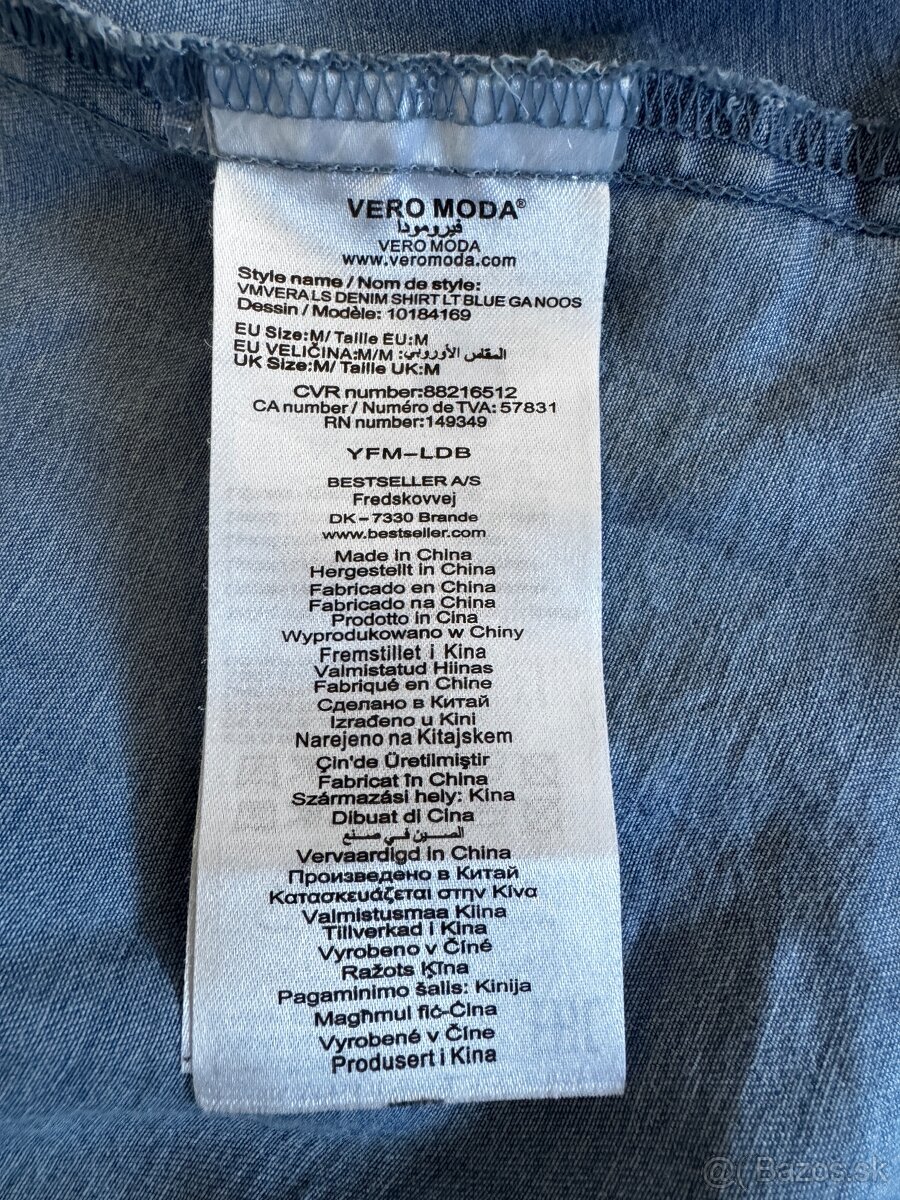 VERO MODA®
فيرومودا
VERO MODA
www.veromoda.com
Style name / Nom de style:
VMVERA LS DENIM SHIRT LT BLUE GA NOOS
Dessin / Modèle: 10184169
EU Size:M/ Taille EU:M
EU VELIČINA:M/M :المقاس الأوروبي
UK Size:M/ Taille UK:M
CVR number:88216512
CA number / Numéro de TVA: 57831
RN number:149349
YFM-LDB
BESTSELLER A/S
Fredskovvej
DK-7330 Brande
www.bestseller.com
Made in China
Hergestellt in China
Fabricado en China
Fabricado na China
Prodotto in Cina
Wyprodukowano w Chiny
Fremstillet i Kina
Valmistatud Hiinas
Fabriqué en Chine
Сделано в Китай
Izrađeno u Kini
Narejeno na Kitajskem
Çin'de Üretilmiştir
Fabricat în China
Származási hely: Kína
Dibuat di Cina
الصين في صنع
Vervaardigd in China
Произведено в Китай
Κατασκευάζεται στην Κίνα
Valmistusmaa Kiina
Tillverkad i Kina
Vyrobeno v Číně
Ražots Ķīna
Pagaminimo šalis: Kinija
Magħmul fiċ-Ċina
Vyrobené v Číne
Produsert i Kina
Bazos.sk